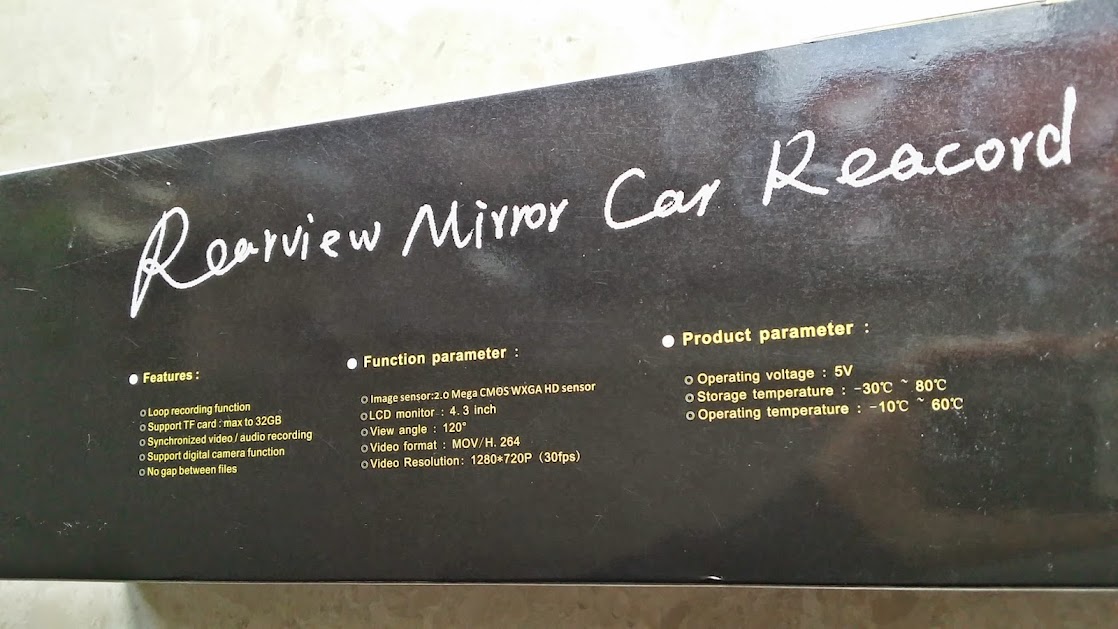 Rearview Mirror Car Reacord
Features :
Loop recording function
Support TF card : max to 32GB
Synchronized video / audio recording
Support digital camera function
No gap between files
Function parameter :
Image sensor:2.0 Mega CMOS WXGA HD sensor
LCD monitor : 4.3 inch
View angle : 120°
Video format : MOV/H.264
Video Resolution: 1280*720P (30fps)
Product parameter :
Operating voltage : 5V
Storage temperature : -30℃ ~ 80℃
Operating temperature : -10℃ ~ 60℃